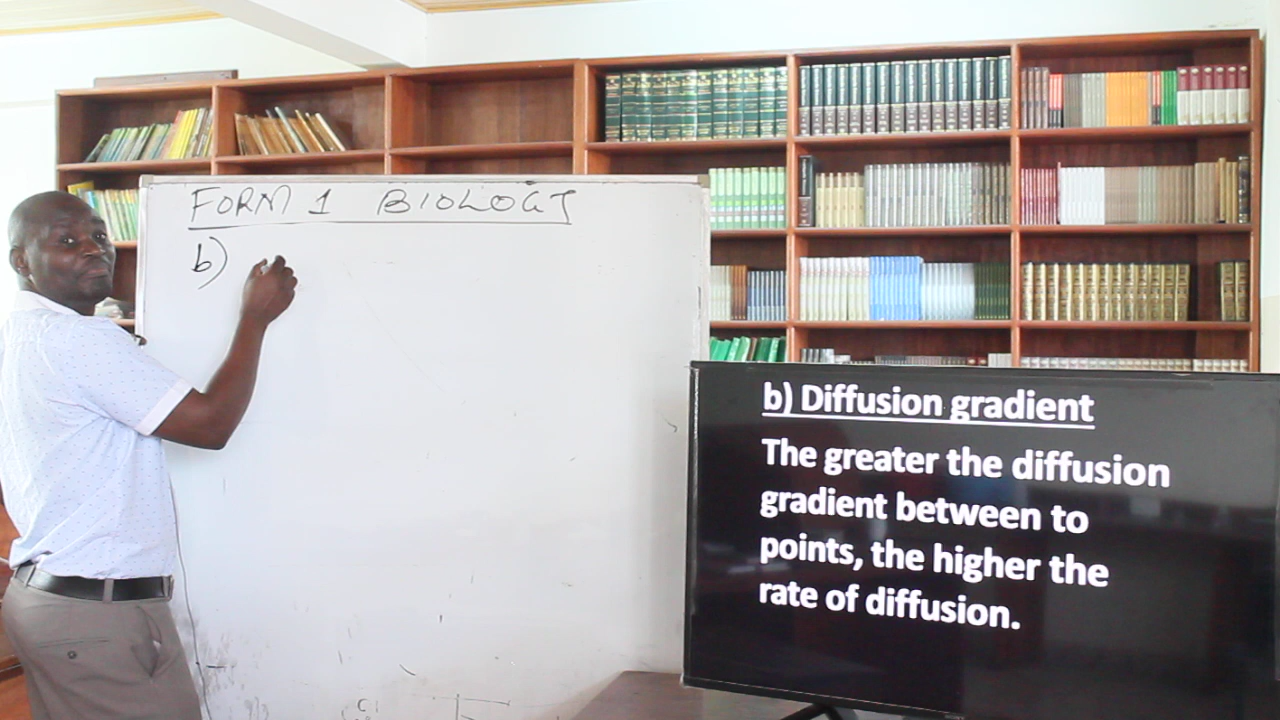 FORM 1 BIOLOGY
b)
b) Diffusion gradient
The greater the diffusion
gradient between to
points, the higher the
rate of diffusion.